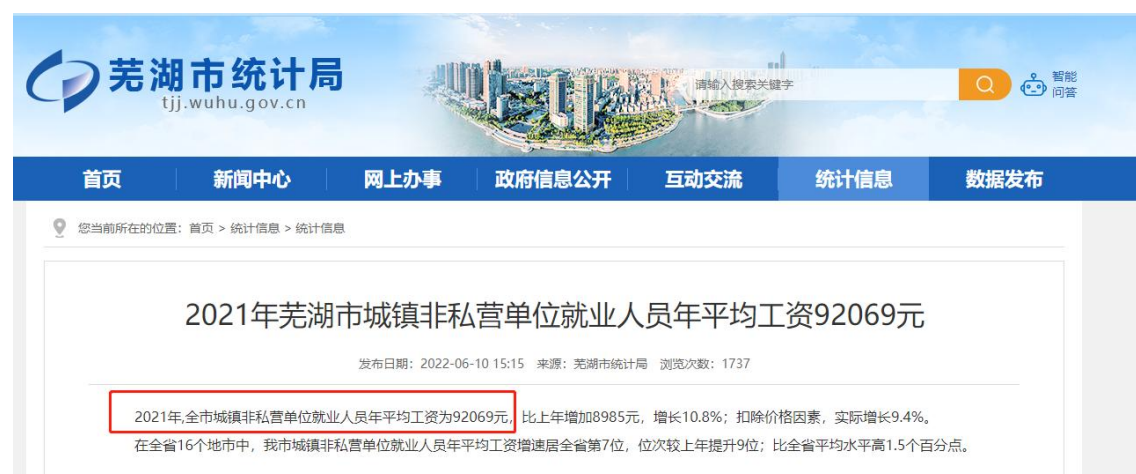 芜湖市统计局
tjj.wuhu.gov.cn
请输入搜索关键字
智能
问答
首页 新闻中心 网上办事 政府信息公开 互动交流 统计信息 数据发布
您当前所在的位置：首页 > 统计信息 > 统计信息
2021年芜湖市城镇非私营单位就业人员年平均工资92069元
发布日期：2022-06-10 15:15 来源：芜湖市统计局 浏览次数：1737
2021年,全市城镇非私营单位就业人员年平均工资为92069元，比上年增加8985元，增长10.8%；扣除价格因素，实际增长9.4%。
在全省16个地市中，我市城镇非私营单位就业人员年平均工资增速居全省第7位，位次较上年提升9位；比全省平均水平高1.5个百分点。